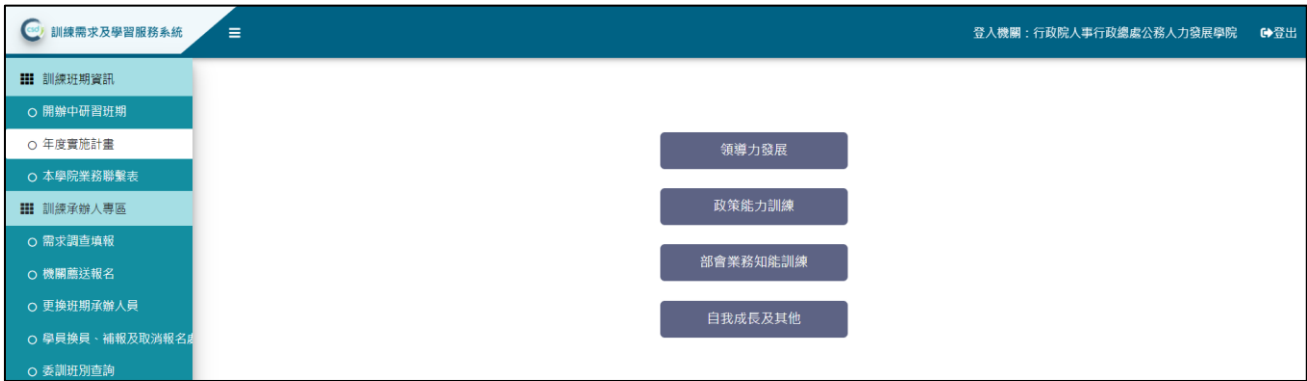 csdi 訓練需求及學習服務系統
登入機關：行政院人事行政總處公務人力發展學院 登出
訓練班期資訊
開辦中研習班期
年度實施計畫
本學院業務聯繫表
訓練承辦人專區
需求調查填報
機關薦送報名
更換班期承辦人員
學員換員、補報及取消報名處
委訓班別查詢
領導力發展
政策能力訓練
部會業務知能訓練
自我成長及其他